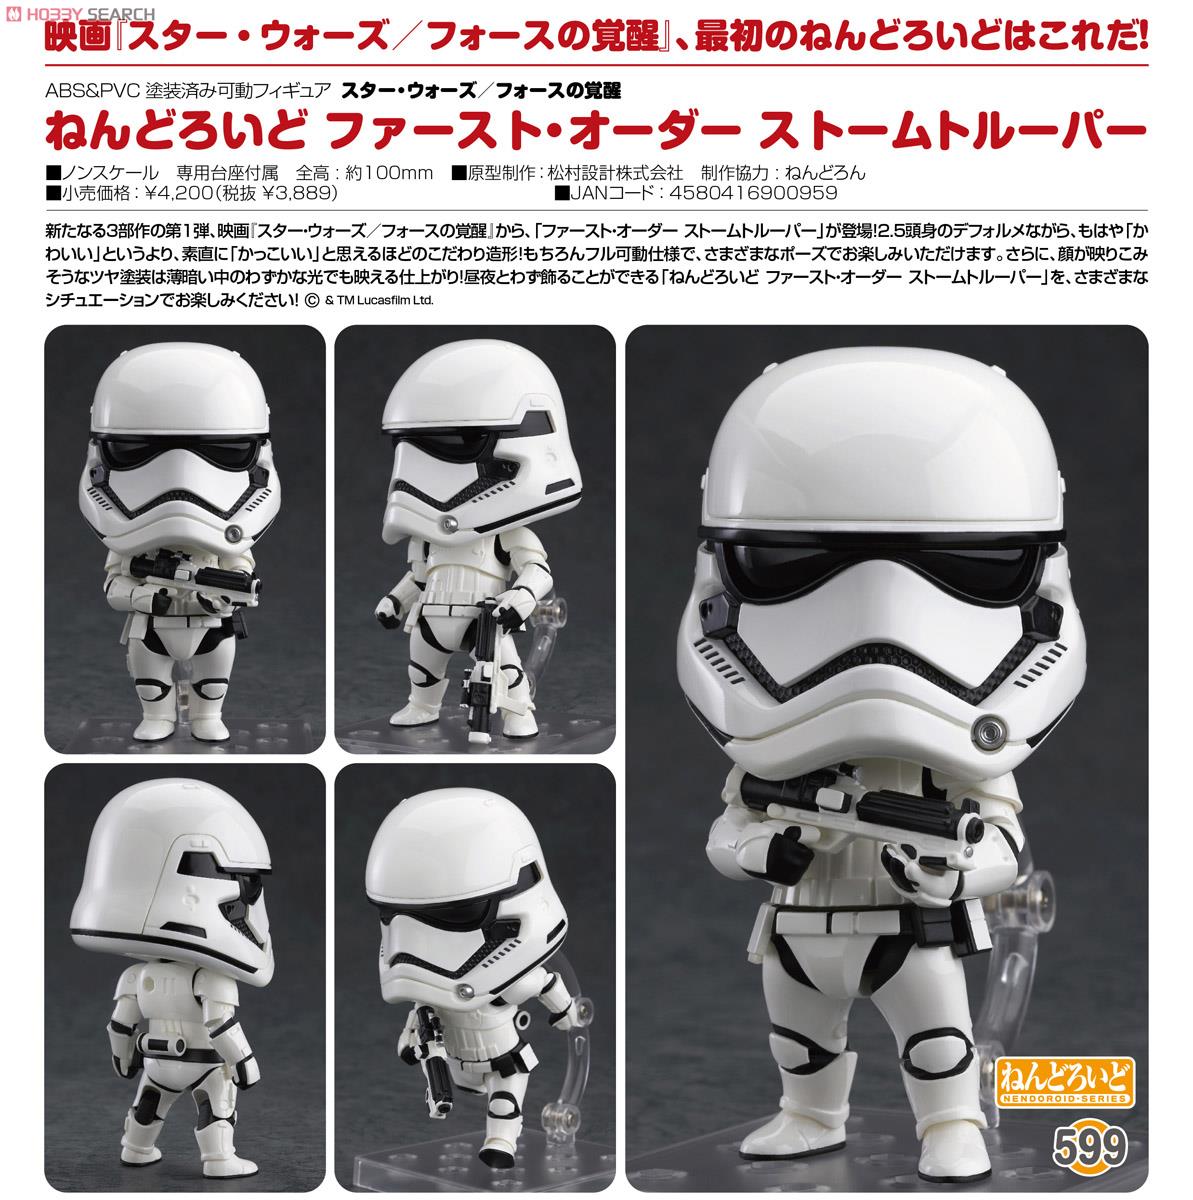 HOBBY SEARCH
映画『スター・ウォーズ／フォースの覚醒』、最初のねんどろいどはこれだ!
ABS&PVC 塗装済み可動フィギュア スター・ウォーズ／フォースの覚醒
ねんどろいど ファースト・オーダー ストームトルーパー
■ノンスケール 専用台座付属 全高：約100mm ■原型制作：松村設計株式会社 制作協力：ねんどろん
■小売価格：¥4,200(税抜 ¥3,889) ■JANコード：4580416900959
新たなる3部作の第1弾、映画『スター・ウォーズ／フォースの覚醒』から、「ファースト・オーダー ストームトルーパー」が登場!2.5頭身のデフォルメながら、もはや「か
わいい」というより、素直に「かっこいい」と思えるほどのこだわり造形!もちろんフル可動仕様で、さまざまなポーズでお楽しみいただけます。さらに、顔が映りこみ
そうなツヤ塗装は薄暗い中のわずかな光でも映える仕上がり!昼夜とわず飾ることができる「ねんどろいど ファースト・オーダー ストームトルーパー」を、さまざまな
シチュエーションでお楽しみください! © & TM Lucasfilm Ltd.
ねんどろいど
NENDOROID-SERIES
599